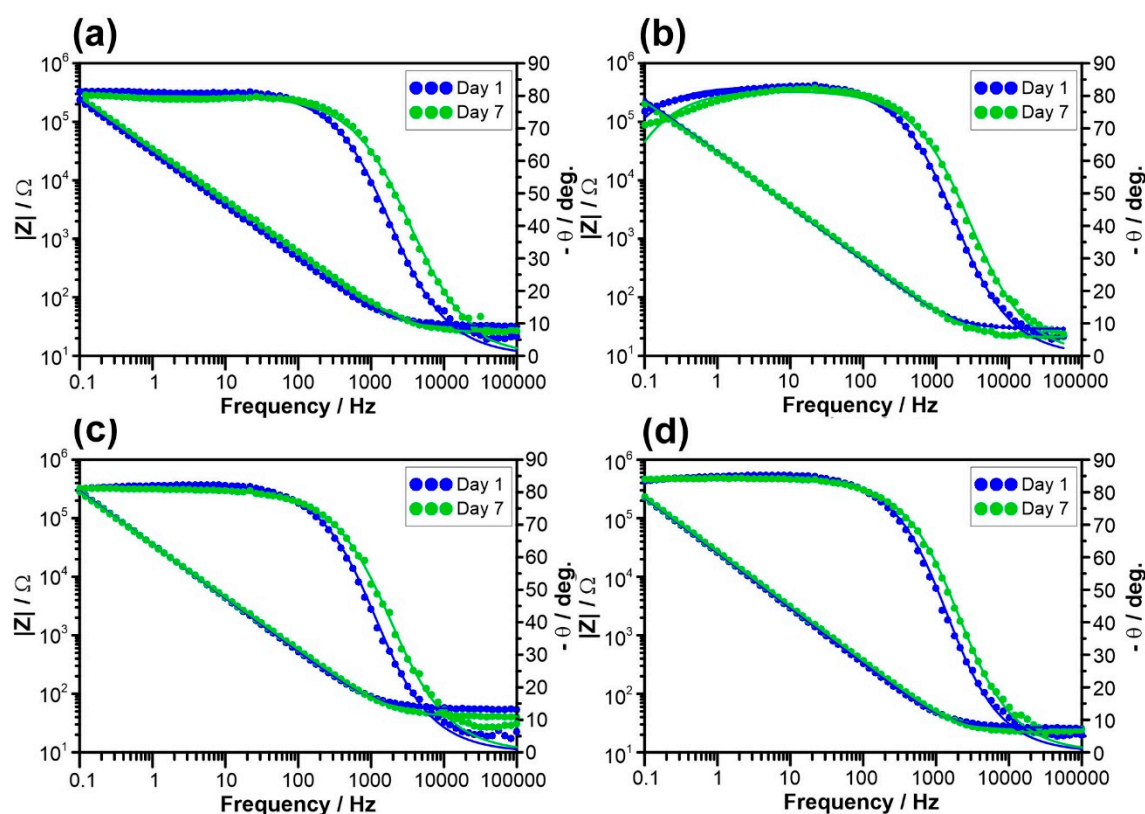 (a)
10⁶
10⁵
10⁴
10³
10²
10¹
|Z| / Ω
90
80
70
60
50
40
30
20
10
0
- θ / deg.
Day 1
Day 7
0.1 1 10 100 1000 10000 100000
Frequency / Hz
(b)
10⁶
10⁵
10⁴
10³
10²
10¹
|Z| / Ω
90
80
70
60
50
40
30
20
10
0
- θ / deg.
Day 1
Day 7
0.1 1 10 100 1000 10000 100000
Frequency / Hz
(c)
10⁶
10⁵
10⁴
10³
10²
10¹
|Z| / Ω
90
80
70
60
50
40
30
20
10
0
- θ / deg.
Day 1
Day 7
0.1 1 10 100 1000 10000 100000
Frequency / Hz
(d)
10⁶
10⁵
10⁴
10³
10²
10¹
|Z| / Ω
90
80
70
60
50
40
30
20
10
0
- θ / deg.
Day 1
Day 7
0.1 1 10 100 1000 10000 100000
Frequency / Hz